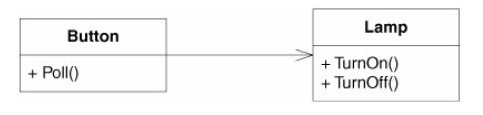 Button
+ Poll()
Lamp
+ TurnOn()
+ TurnOff()